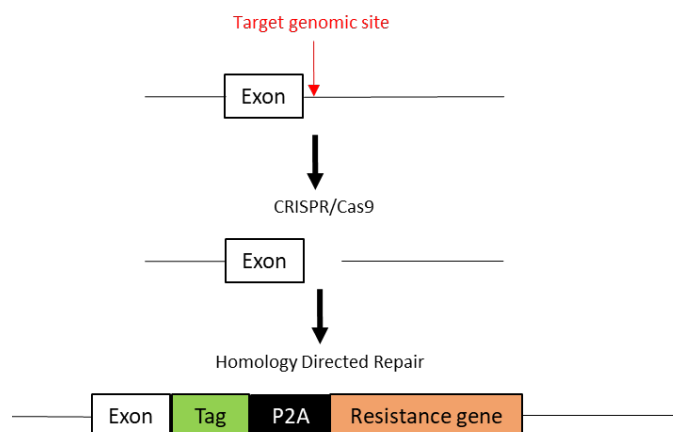 Target genomic site
Exon
CRISPR/Cas9
Exon
Homology Directed Repair
Exon Tag P2A Resistance gene